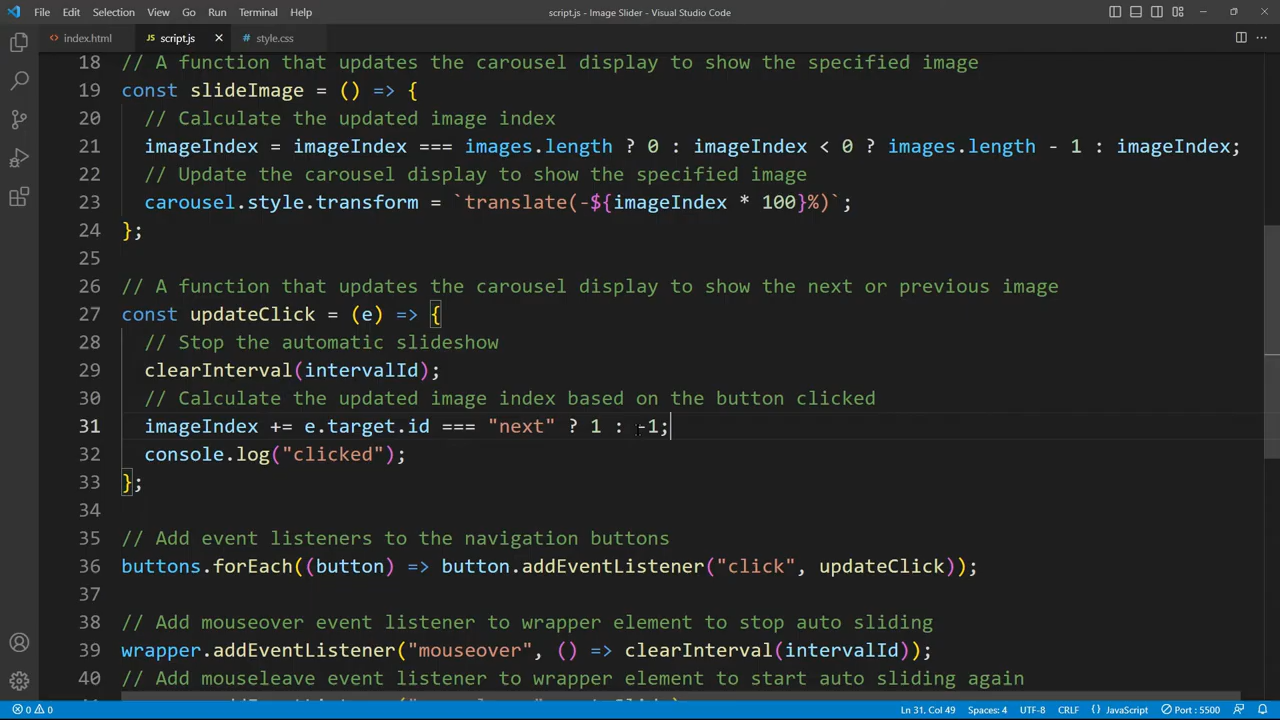 File Edit Selection View Go Run Terminal Help script.js - Image Slider - Visual Studio Code
index.html script.js style.css
18 // A function that updates the carousel display to show the specified image
19 const slideImage = () => {
20 // Calculate the updated image index
21 imageIndex = imageIndex === images.length ? 0 : imageIndex < 0 ? images.length - 1 : imageIndex;
22 // Update the carousel display to show the specified image
23 carousel.style.transform = `translate(-${imageIndex * 100}%)`;
24 };
25
26 // A function that updates the carousel display to show the next or previous image
27 const updateClick = (e) => {
28 // Stop the automatic slideshow
29 clearInterval(intervalId);
30 // Calculate the updated image index based on the button clicked
31 imageIndex += e.target.id === "next" ? 1 : -1;
32 console.log("clicked");
33 };
34
35 // Add event listeners to the navigation buttons
36 buttons.forEach((button) => button.addEventListener("click", updateClick));
37
38 // Add mouseover event listener to wrapper element to stop auto sliding
39 wrapper.addEventListener("mouseover", () => clearInterval(intervalId));
40 // Add mouseleave event listener to wrapper element to start auto sliding again
0 0 Ln 31, Col 49 Spaces: 4 UTF-8 CRLF {} JavaScript Port : 5500